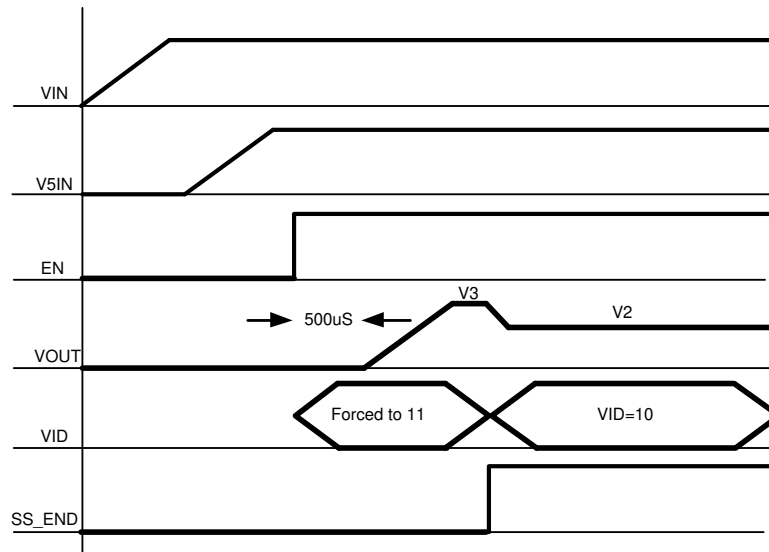 VIN
V5IN
EN
V3
500uS
V2
VOUT
Forced to 11
VID=10
VID
SS_END